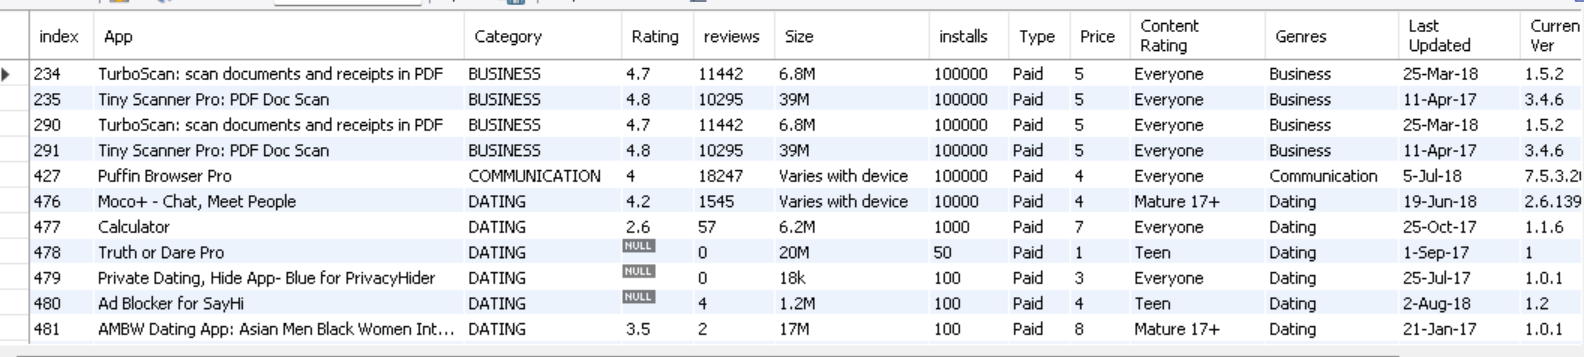 index App Category Rating reviews Size installs Type Price Content Rating Genres Last Updated Curren Ver
234 TurboScan: scan documents and receipts in PDF BUSINESS 4.7 11442 6.8M 100000 Paid 5 Everyone Business 25-Mar-18 1.5.2
235 Tiny Scanner Pro: PDF Doc Scan BUSINESS 4.8 10295 39M 100000 Paid 5 Everyone Business 11-Apr-17 3.4.6
290 TurboScan: scan documents and receipts in PDF BUSINESS 4.7 11442 6.8M 100000 Paid 5 Everyone Business 25-Mar-18 1.5.2
291 Tiny Scanner Pro: PDF Doc Scan BUSINESS 4.8 10295 39M 100000 Paid 5 Everyone Business 11-Apr-17 3.4.6
427 Puffin Browser Pro COMMUNICATION 4 18247 Varies with device 100000 Paid 4 Everyone Communication 5-Jul-18 7.5.3.2
476 Moco+ - Chat, Meet People DATING 4.2 1545 Varies with device 10000 Paid 4 Mature 17+ Dating 19-Jun-18 2.6.139
477 Calculator DATING 2.6 57 6.2M 1000 Paid 7 Everyone Dating 25-Oct-17 1.1.6
478 Truth or Dare Pro DATING NULL 0 20M 50 Paid 1 Teen Dating 1-Sep-17 1
479 Private Dating, Hide App- Blue for PrivacyHider DATING NULL 0 18k 100 Paid 3 Everyone Dating 25-Jul-17 1.0.1
480 Ad Blocker for SayHi DATING NULL 4 1.2M 100 Paid 4 Teen Dating 2-Aug-18 1.2
481 AMBW Dating App: Asian Men Black Women Int... DATING 3.5 2 17M 100 Paid 8 Mature 17+ Dating 21-Jan-17 1.0.1